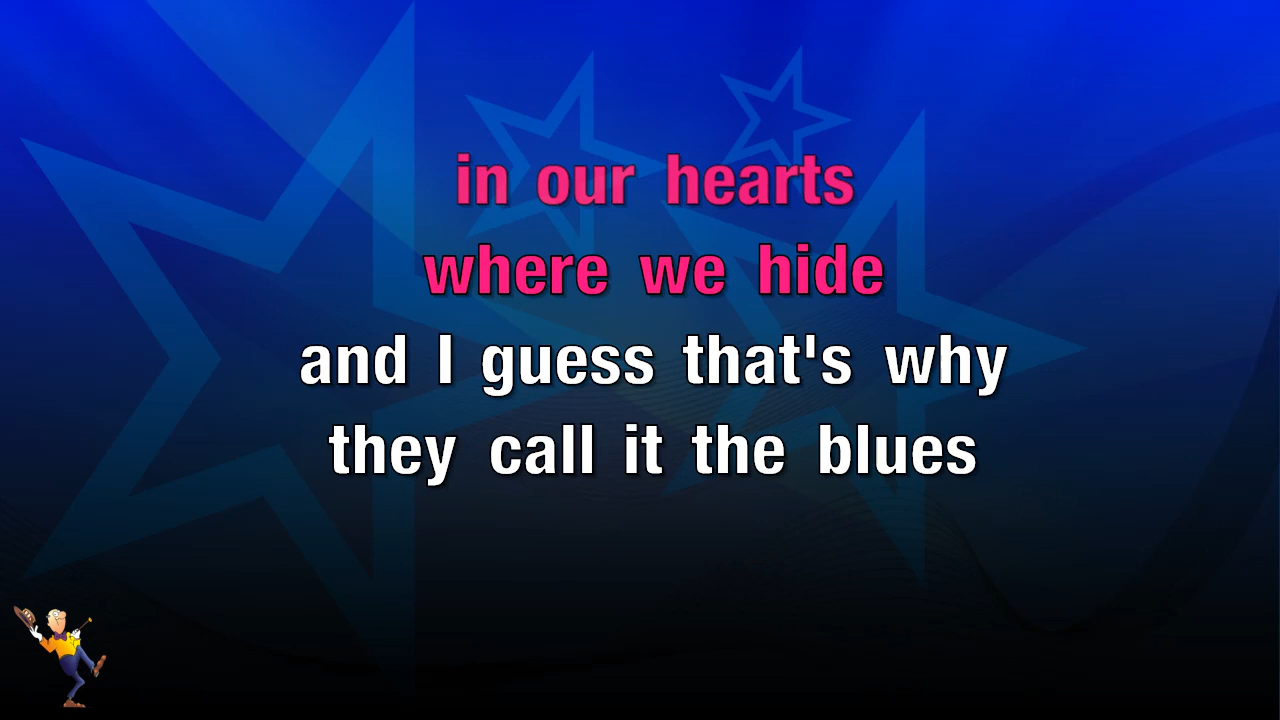 in our hearts
where we hide
and I guess that's why
they call it the blues